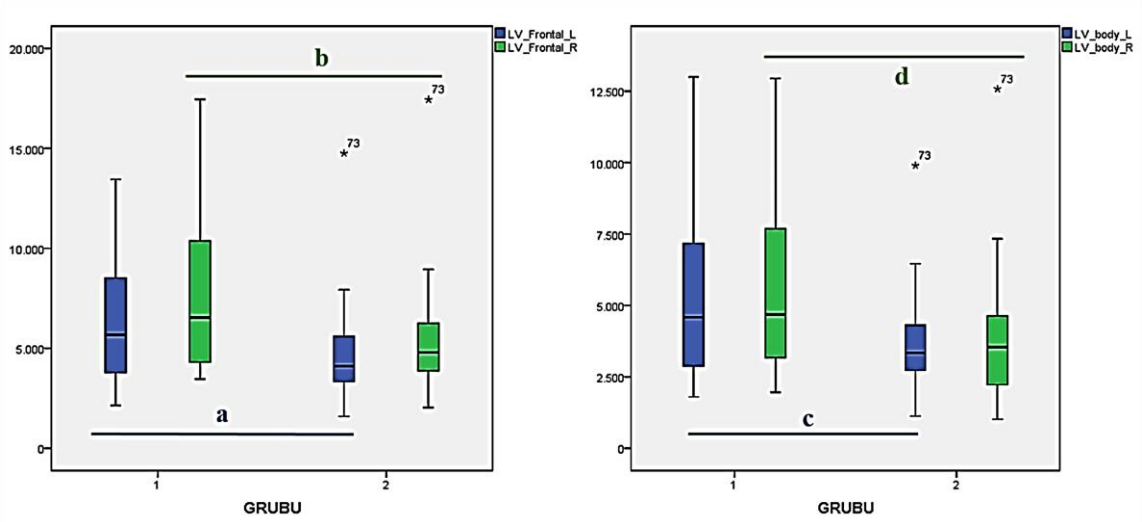 LV_Frontal_L
LV_Frontal_R
20.000
15.000
10.000
5.000
0
b
*73
*73
a
1
2
GRUBU
LV_body_L
LV_body_R
12.500
10.000
7.500
5.000
2.500
0
d
*73
*73
c
1
2
GRUBU